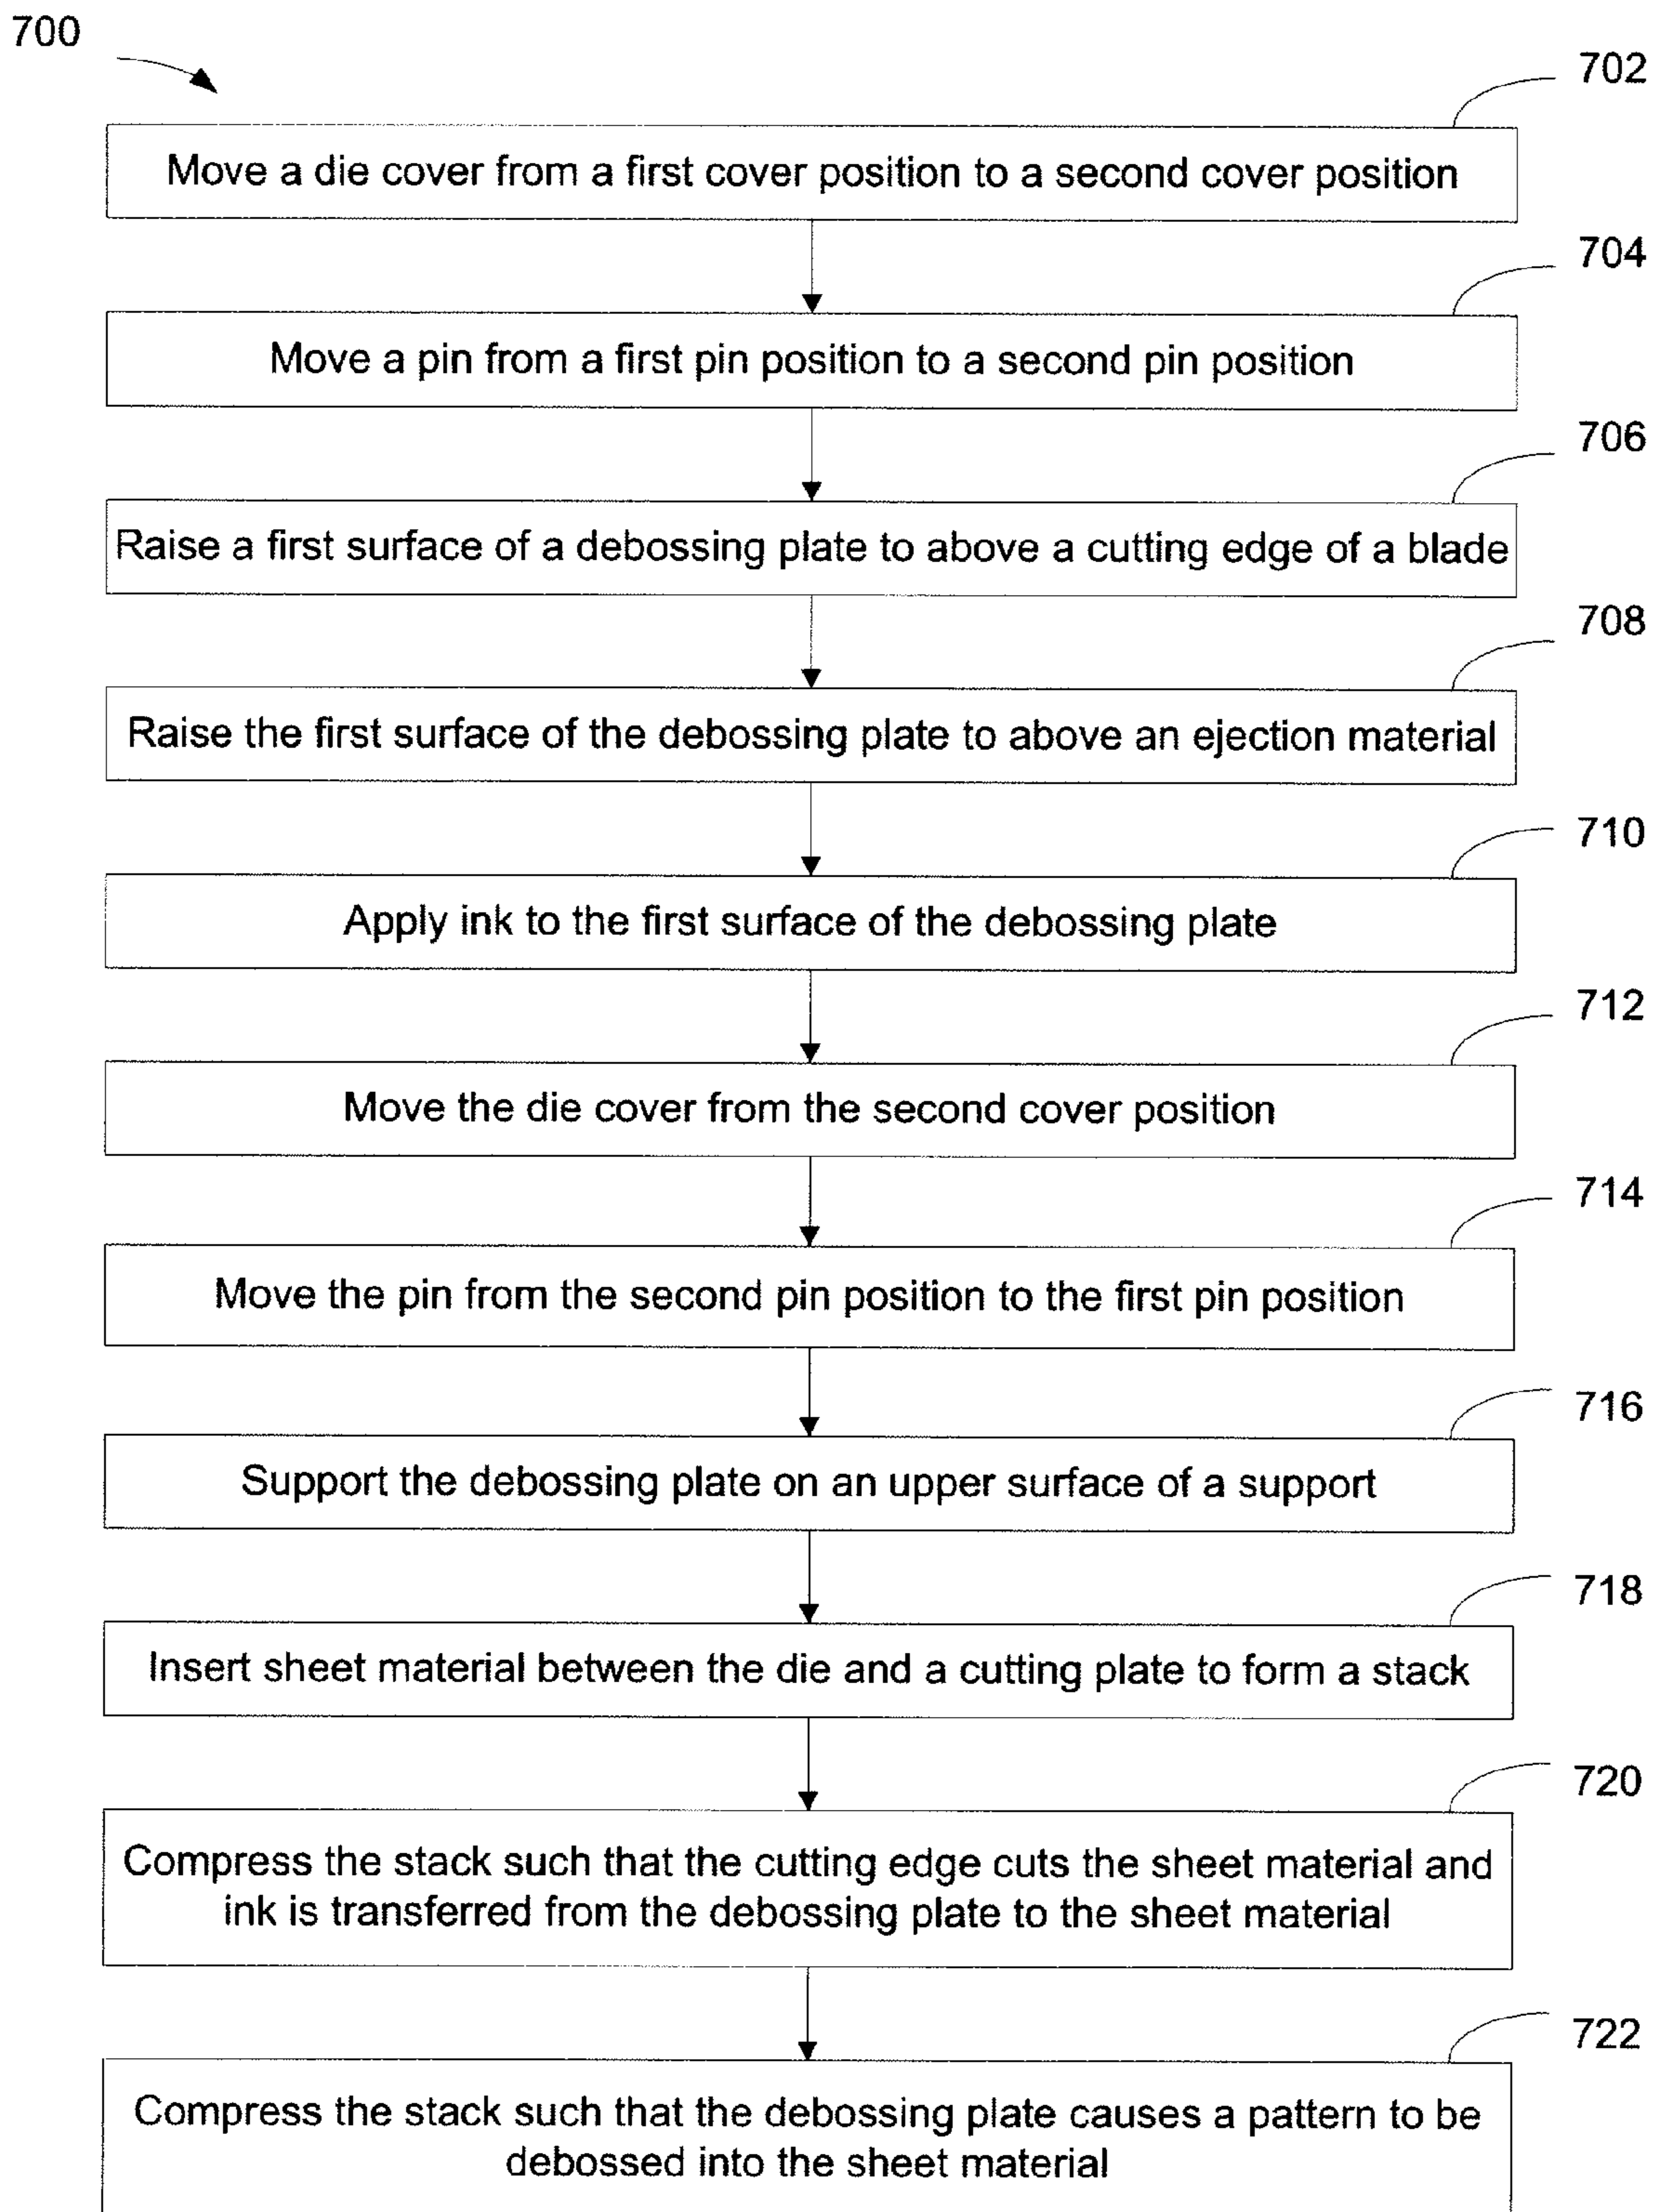 700
702
Move a die cover from a first cover position to a second cover position
704
Move a pin from a first pin position to a second pin position
706
Raise a first surface of a debossing plate to above a cutting edge of a blade
708
Raise the first surface of the debossing plate to above an ejection material
710
Apply ink to the first surface of the debossing plate
712
Move the die cover from the second cover position
714
Move the pin from the second pin position to the first pin position
716
Support the debossing plate on an upper surface of a support
718
Insert sheet material between the die and a cutting plate to form a stack
720
Compress the stack such that the cutting edge cuts the sheet material and
ink is transferred from the debossing plate to the sheet material
722
Compress the stack such that the debossing plate causes a pattern to be
debossed into the sheet material